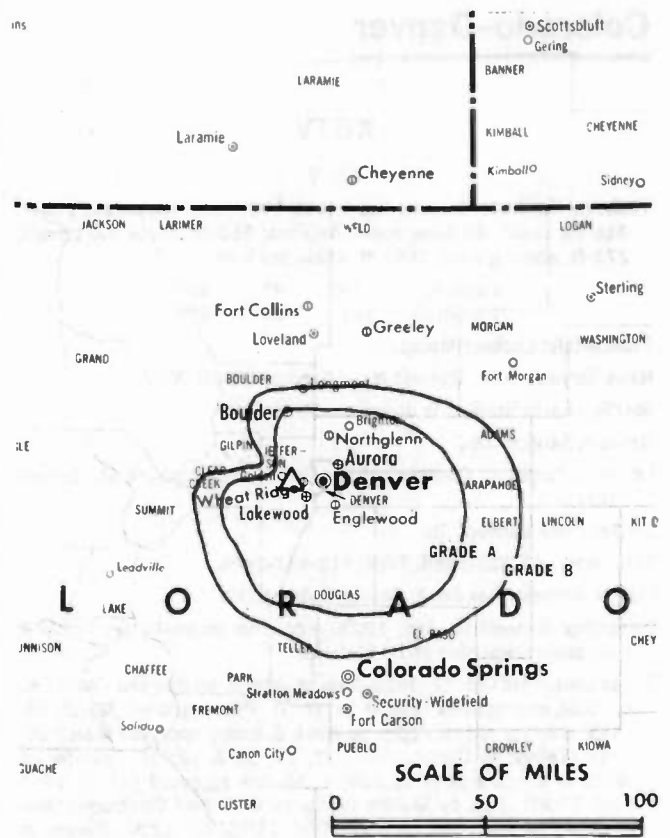 Scottsbluff
Gering
BANNER
LARAMIE
KIMBALL
CHEYENNE
Laramie
Kimball
Cheyenne
Sidney
JACKSON LARIMER WELD LOGAN
Sterling
Fort Collins
Greeley
MORGAN
Loveland
WASHINGTON
GRAND
Fort Morgan
BOULDER
Longmont
Boulder
Brighton
ADAMS
GILPIN
Northglenn
JEFFER-
SON
Aurora
CLEAR
CREEK
Denver
ARAPAHOE
Wheat Ridge
DENVER
SUMMIT
Lakewood
Englewood
ELBERT LINCOLN KIT C
GRADE A
GRADE B
Leadville
DOUGLAS
L O R A D O
LAKE
EL PASO
TELLER
CHEY
CHAFFEE
PARK
Colorado Springs
Stratton Meadows
Security-Widefield
FREMONT
Fort Carson
Salida
PUEBLO
CROWLEY
KIOWA
Canon City
SCALE OF MILES
CUSTER
0 50 100